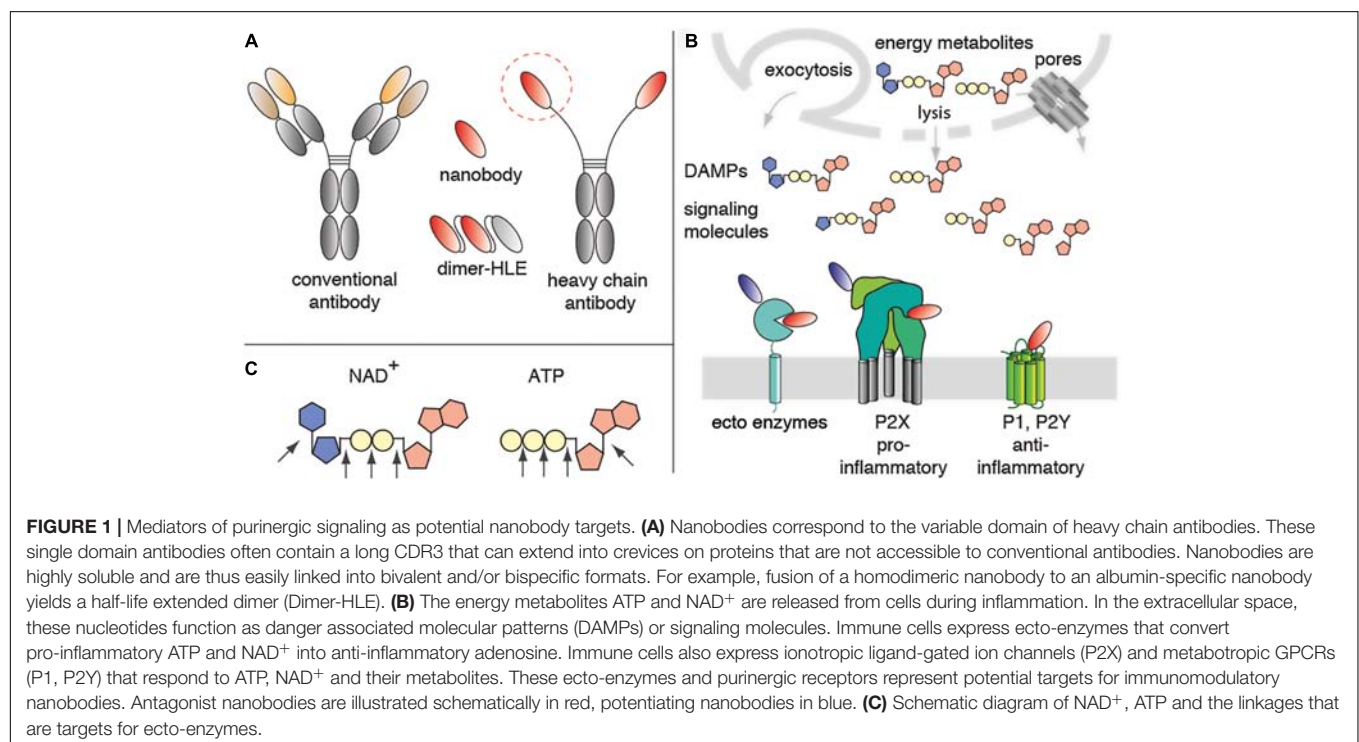 A
conventional
antibody
nanobody
dimer-HLE
heavy chain
antibody
B
exocytosis
energy metabolites
pores
lysis
DAMPs
signaling
molecules
ecto enzymes
P2X
pro-
inflammatory
P1, P2Y
anti-
inflammatory
C
NAD+
ATP
FIGURE 1 | Mediators of purinergic signaling as potential nanobody targets. (A) Nanobodies correspond to the variable domain of heavy chain antibodies. These
single domain antibodies often contain a long CDR3 that can extend into crevices on proteins that are not accessible to conventional antibodies. Nanobodies are
highly soluble and are thus easily linked into bivalent and/or bispecific formats. For example, fusion of a homodimeric nanobody to an albumin-specific nanobody
yields a half-life extended dimer (Dimer-HLE). (B) The energy metabolites ATP and NAD+ are released from cells during inflammation. In the extracellular space,
these nucleotides function as danger associated molecular patterns (DAMPs) or signaling molecules. Immune cells express ecto-enzymes that convert
pro-inflammatory ATP and NAD+ into anti-inflammatory adenosine. Immune cells also express ionotropic ligand-gated ion channels (P2X) and metabotropic GPCRs
(P1, P2Y) that respond to ATP, NAD+ and their metabolites. These ecto-enzymes and purinergic receptors represent potential targets for immunomodulatory
nanobodies. Antagonist nanobodies are illustrated schematically in red, potentiating nanobodies in blue. (C) Schematic diagram of NAD+, ATP and the linkages that
are targets for ecto-enzymes.